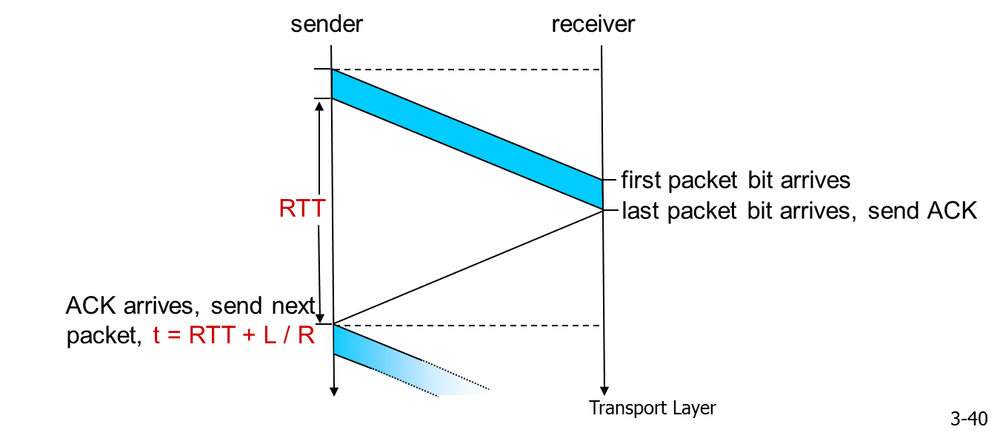 sender
receiver
first packet bit arrives
RTT
last packet bit arrives, send ACK
ACK arrives, send next
packet, t = RTT + L / R
Transport Layer
3-40